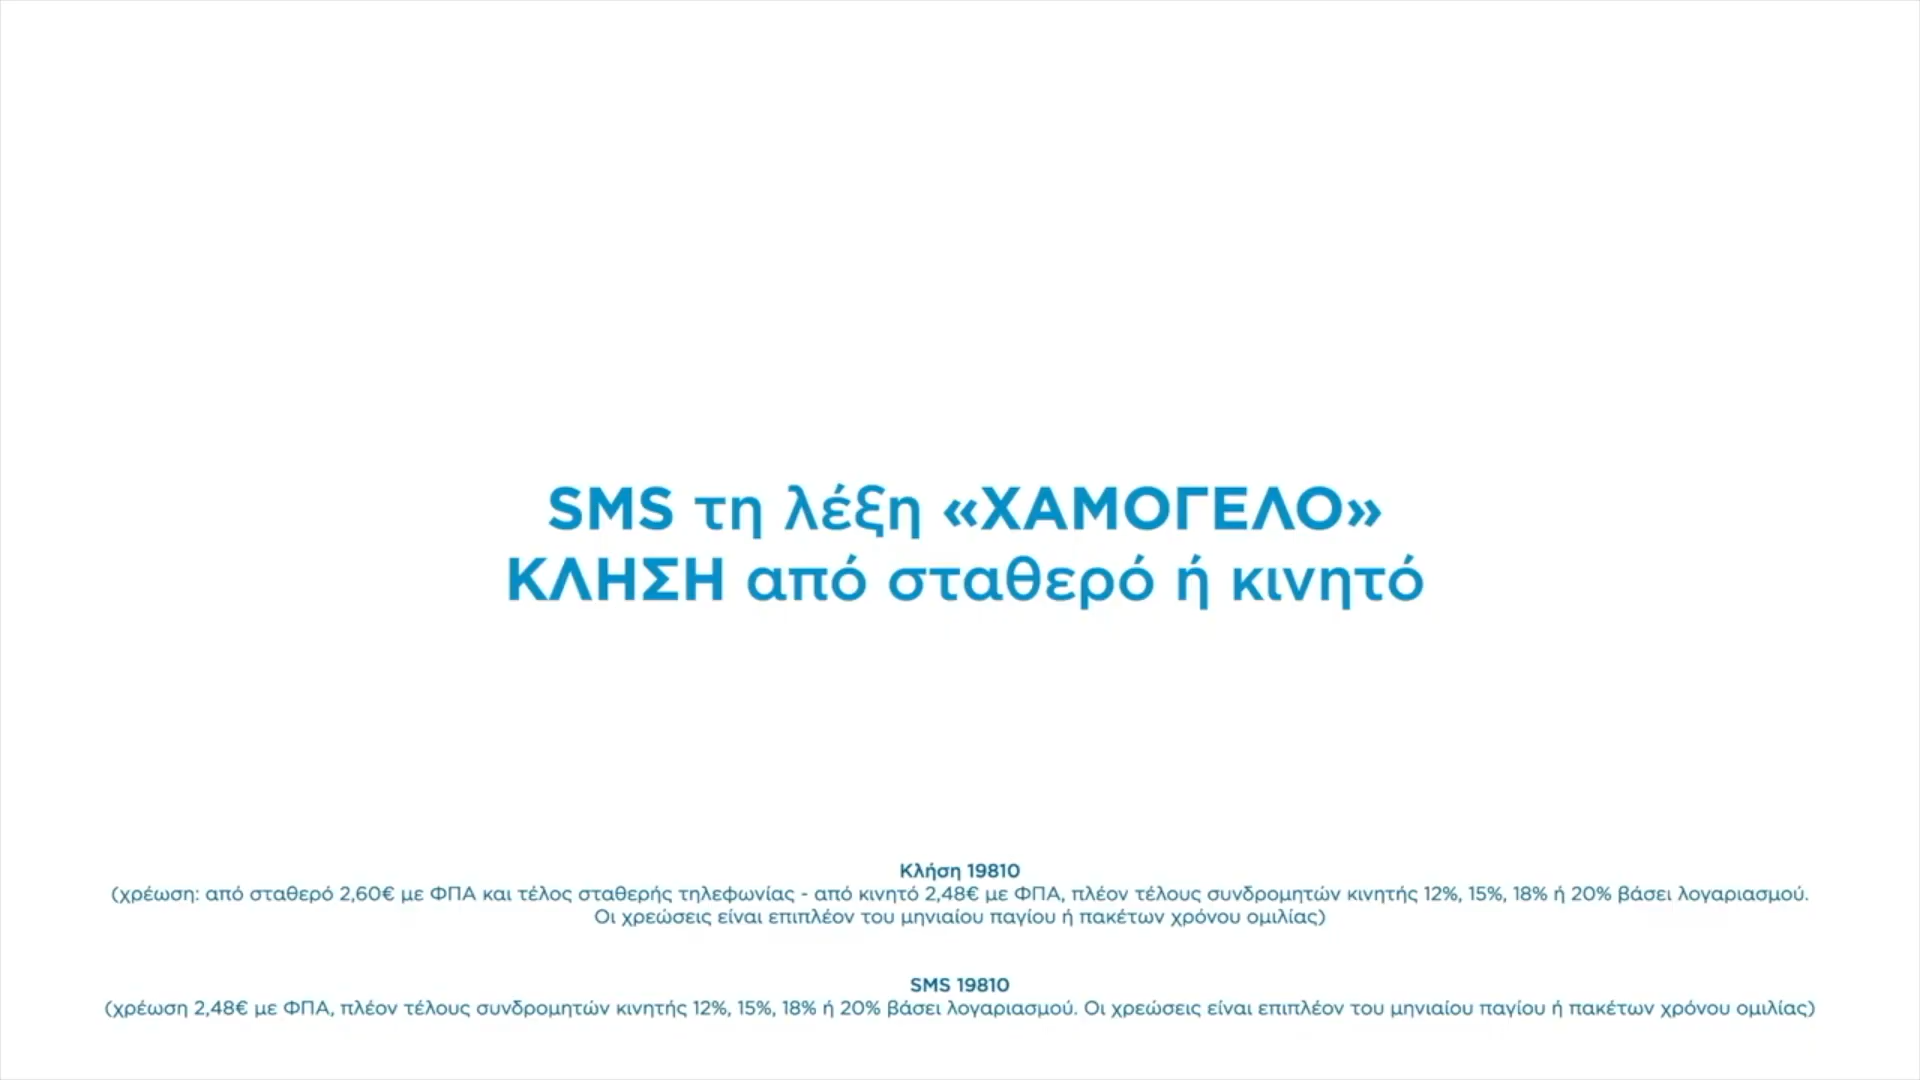 SMS τη λέξη «ΧΑΜΟΓΕΛΟ»
ΚΛΗΣΗ από σταθερό ή κινητό
Κλήση 19810
(χρέωση: από σταθερό 2,60€ με ΦΠΑ και τέλος σταθερής τηλεφωνίας - από κινητό 2,48€ με ΦΠΑ, πλέον τέλους συνδρομητών κινητής 12%, 15%, 18% ή 20% βάσει λογαριασμού.
Οι χρεώσεις είναι επιπλέον του μηνιαίου παγίου ή πακέτων χρόνου ομιλίας)
SMS 19810
(χρέωση 2,48€ με ΦΠΑ, πλέον τέλους συνδρομητών κινητής 12%, 15%, 18% ή 20% βάσει λογαριασμού. Οι χρεώσεις είναι επιπλέον του μηνιαίου παγίου ή πακέτων χρόνου ομιλίας)